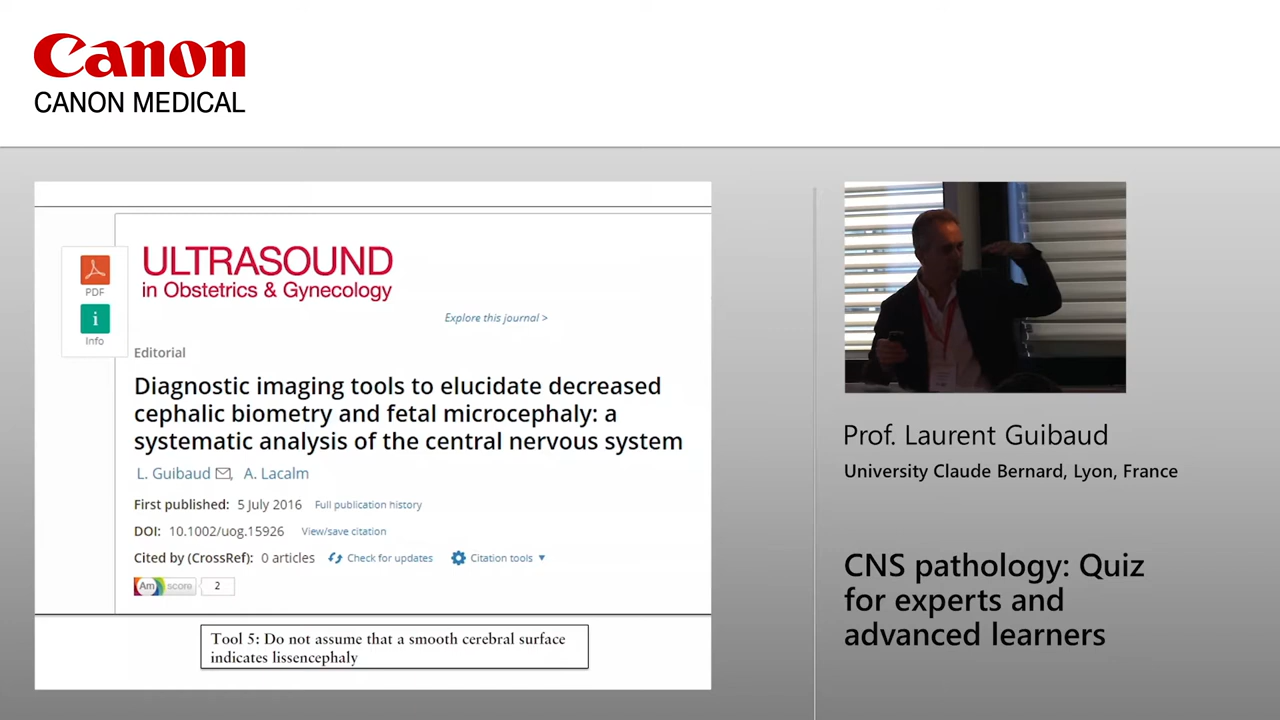 Canon
CANON MEDICAL
PDF
i
Info
ULTRASOUND
in Obstetrics & Gynecology
Explore this journal >
Editorial
Diagnostic imaging tools to elucidate decreased
cephalic biometry and fetal microcephaly: a
systematic analysis of the central nervous system
L. Guibaud, A. Lacalm
First published: 5 July 2016 Full publication history
DOI: 10.1002/uog.15926 View/save citation
Cited by (CrossRef): 0 articles Check for updates Citation tools
Am score 2
Tool 5: Do not assume that a smooth cerebral surface
indicates lissencephaly
Prof. Laurent Guibaud
University Claude Bernard, Lyon, France
CNS pathology: Quiz
for experts and
advanced learners